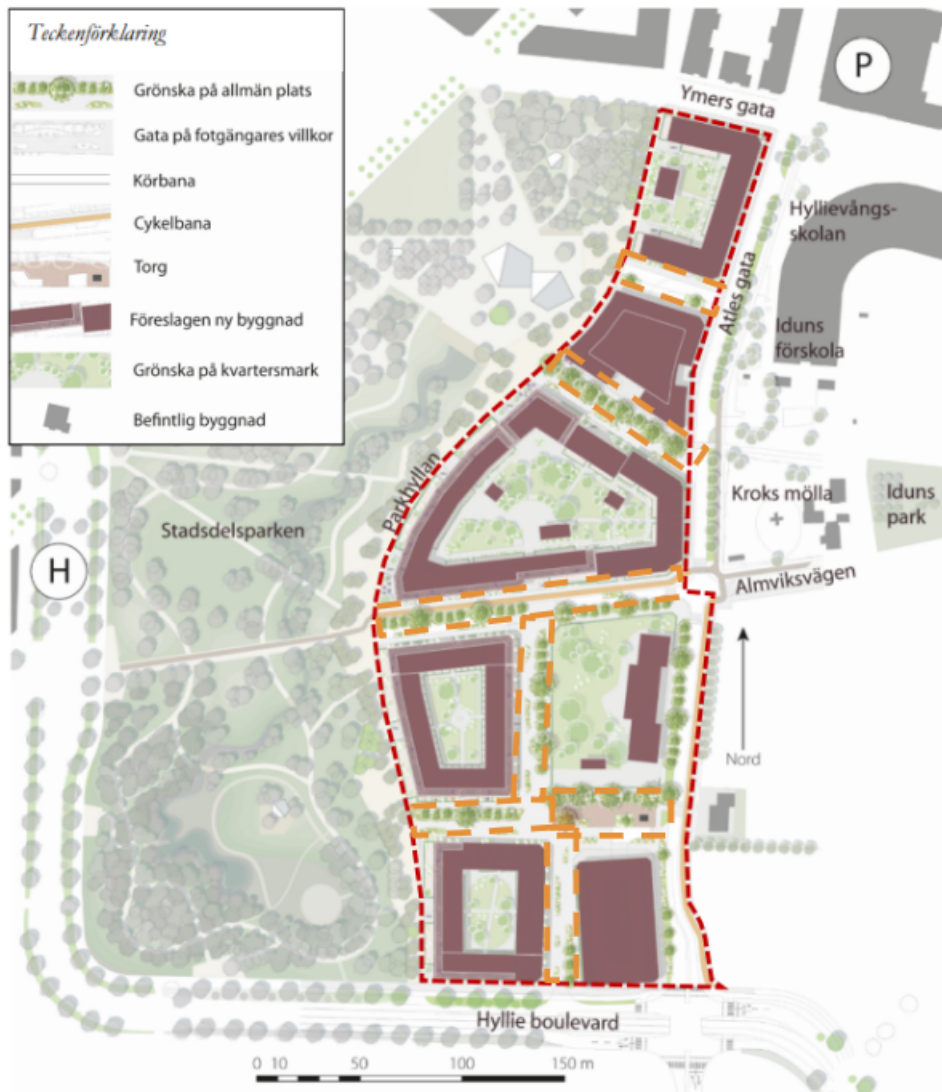 Teckenförklaring
Grönska på allmän plats
Gata på fotgängares villkor
Körbana
Cykelbana
Torg
Föreslagen ny byggnad
Grönska på kvartersmark
Befintlig byggnad
P
Ymers gata
Hyllievångs-
skolan
Atles gata
Iduns
förskola
Parkhyllan
Stadsdelsparken
Kroks mölla
Iduns
park
H
Almviksvägen
Nord
Hyllie boulevard
0 10 50 100 150 m